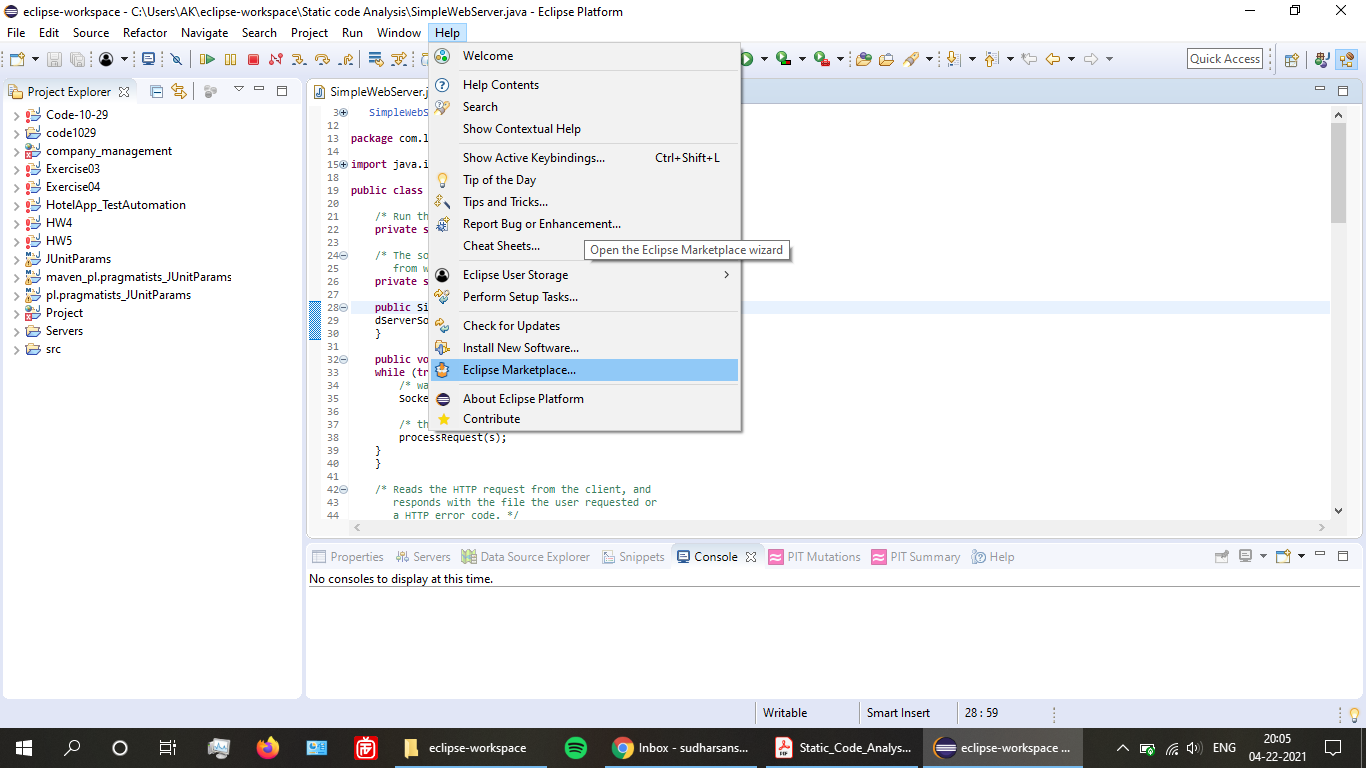 eclipse-workspace - C:\Users\AK\eclipse-workspace\Static code Analysis\SimpleWebServer.java - Eclipse Platform
File Edit Source Refactor Navigate Search Project Run Window Help
Quick Access
Project Explorer
Code-10-29
code1029
company_management
Exercise03
Exercise04
HotelApp_TestAutomation
HW4
HW5
JUnitParams
maven_pl.pragmatists_JUnitParams
pl.pragmatists_JUnitParams
Project
Servers
src
Welcome
Help Contents
Search
Show Contextual Help
Show Active Keybindings... Ctrl+Shift+L
Tip of the Day
Tips and Tricks...
Report Bug or Enhancement...
Cheat Sheets...
Open the Eclipse Marketplace wizard
Eclipse User Storage
Perform Setup Tasks...
Check for Updates
Install New Software...
Eclipse Marketplace...
About Eclipse Platform
Contribute
SimpleWebServer.j
3 SimpleWebS
12
13 package com.l
14
15 import java.i
18
19 public class
20
21 /* Run th
22 private s
23
24 /* The so
25 from w
26 private s
27
28 public Si
29 dServerSo
30 }
31
32 public vo
33 while (tr
34 /* wa
35 Socke
36
37 /* th
38 processRequest(s);
39 }
40 }
41
42 /* Reads the HTTP request from the client, and
43 responds with the file the user requested or
44 a HTTP error code. */
Properties Servers Data Source Explorer Snippets Console PIT Mutations PIT Summary Help
No consoles to display at this time.
Writable Smart Insert 28 : 59
eclipse-workspace
Inbox - sudharsans...
Static_Code_Analys...
eclipse-workspace ...
ENG
20:05
04-22-2021